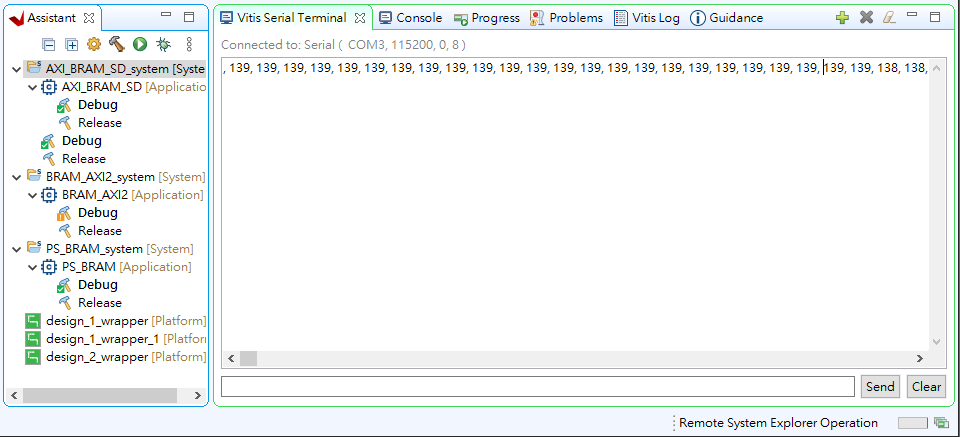 Assistant
AXI_BRAM_SD_system [Syste
AXI_BRAM_SD [Applicatio
Debug
Release
Debug
Release
BRAM_AXI2_system [System]
BRAM_AXI2 [Application]
Debug
Release
PS_BRAM_system [System]
PS_BRAM [Application]
Debug
Release
design_1_wrapper [Platform]
design_1_wrapper_1 [Platfor
design_2_wrapper [Platform]
Vitis Serial Terminal Console Progress Problems Vitis Log Guidance
Connected to: Serial ( COM3, 115200, 0, 8 )
, 139, 139, 139, 139, 139, 139, 139, 139, 139, 139, 139, 139, 139, 139, 139, 139, 139, 139, 139, 139, 139, 139, 139, 139, 138, 138,
Send Clear
Remote System Explorer Operation